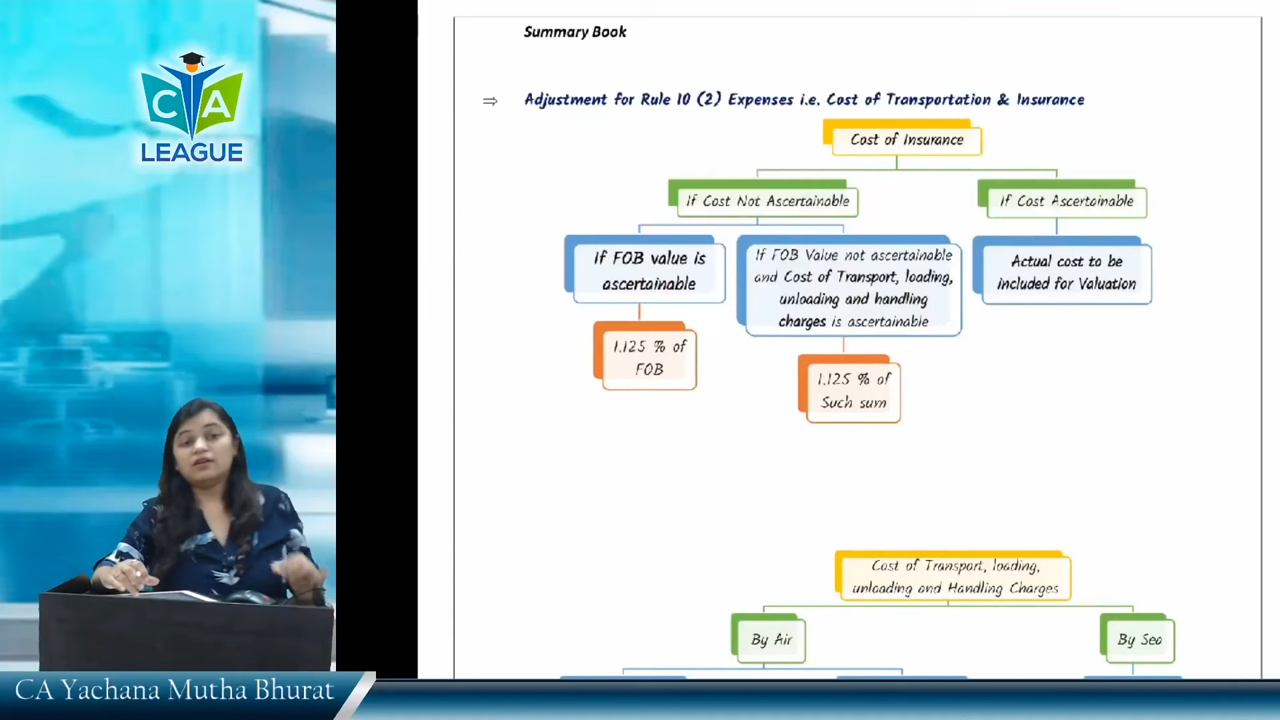 CA
LEAGUE
Summary Book
⇒ Adjustment for Rule 10 (2) Expenses i.e. Cost of Transportation & Insurance
Cost of Insurance
If Cost Not Ascertainable
If Cost Ascertainable
If FOB value is
ascertainable
If FOB Value not ascertainable
and Cost of Transport, loading,
unloading and handling
charges is ascertainable
Actual cost to be
included for Valuation
1.125 % of
FOB
1.125 % of
Such sum
Cost of Transport, loading,
unloading and Handling Charges
By Air
By Sea
CA Yachana Mutha Bhurat